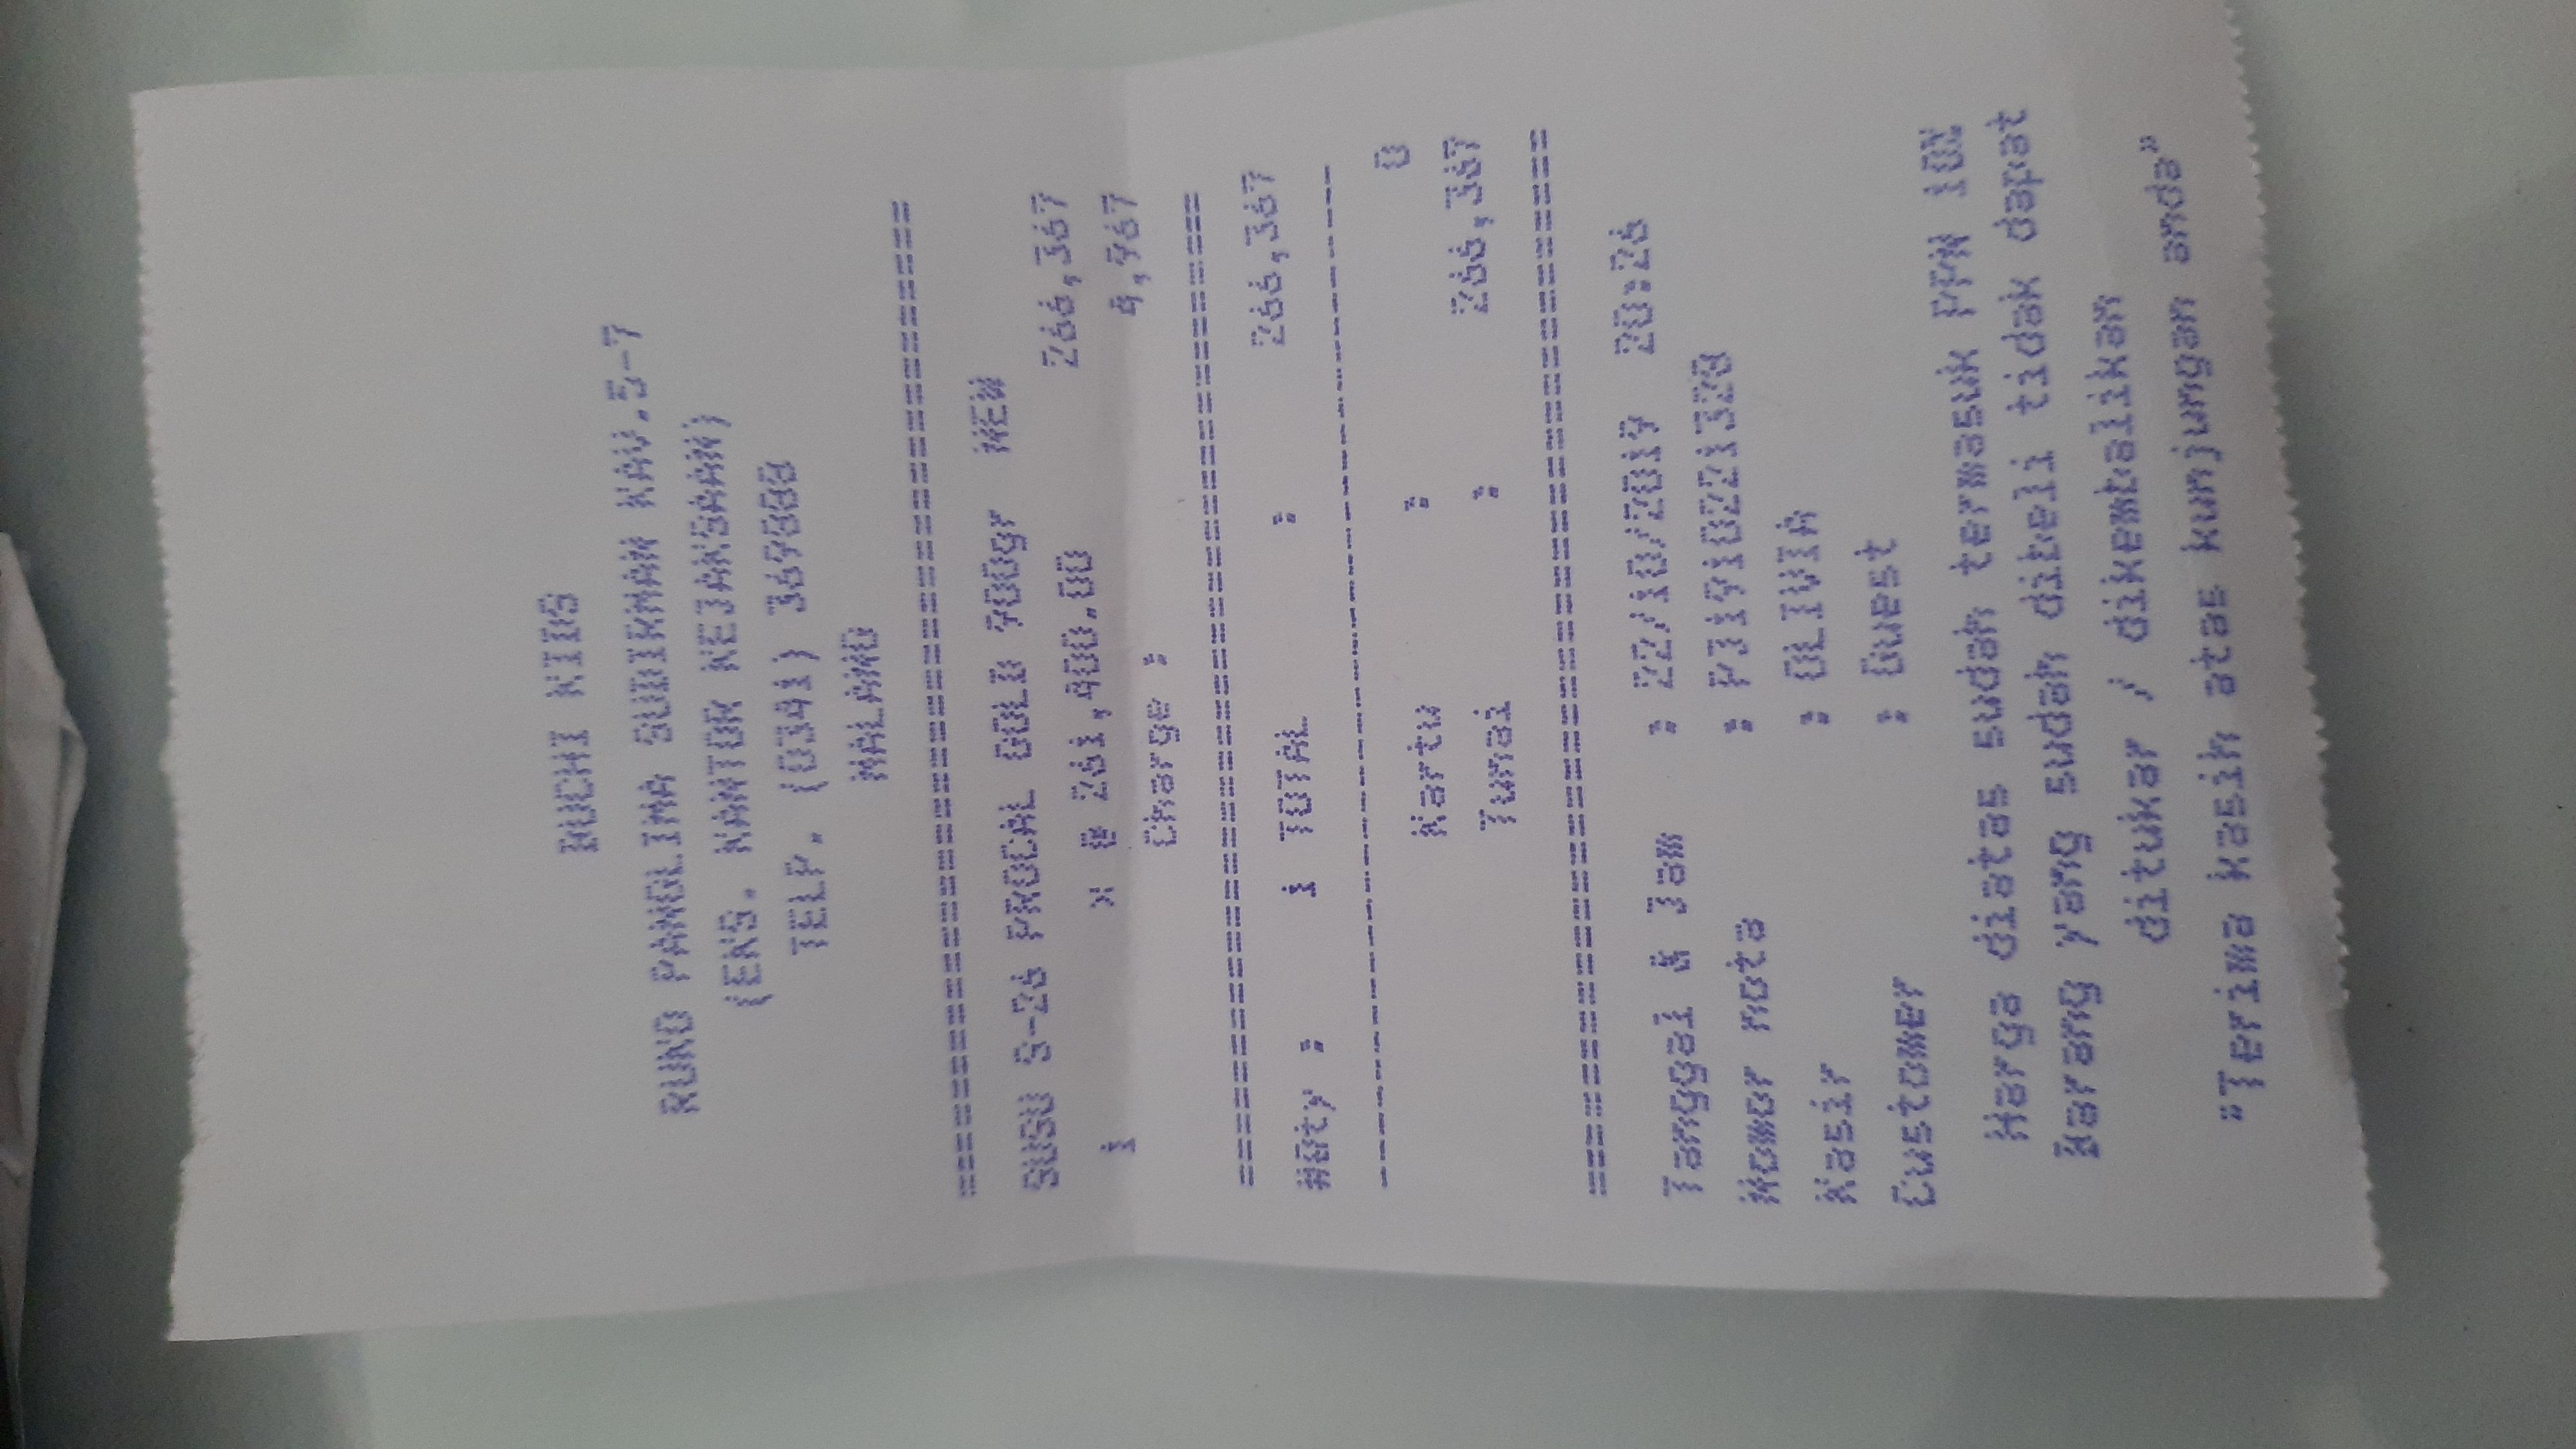 BUCHI KIDS
RUKO PANGLIMA SUDIRMAN KAV.5-7
(EKS. KANTOR KEJAKSAAN)
TELP. (0341) 369888
MALANG
SUSU S-26 PROCAL GOLD 900gr NEW
1 x @ 261,400.00 266,367
Charge : 4,967
#Qty : 1 TOTAL : 266,367
Kartu : 0
Tunai : 266,367
Tanggal & Jam : 22/10/2019 20:26
Nomor nota : PJ1910221328
Kasir : OLIVIA
Customer : Guest
Harga diatas sudah termasuk PPN 10%
Barang yang sudah dibeli tidak dapat
ditukar / dikembalikan
"Terima kasih atas kunjungan anda"